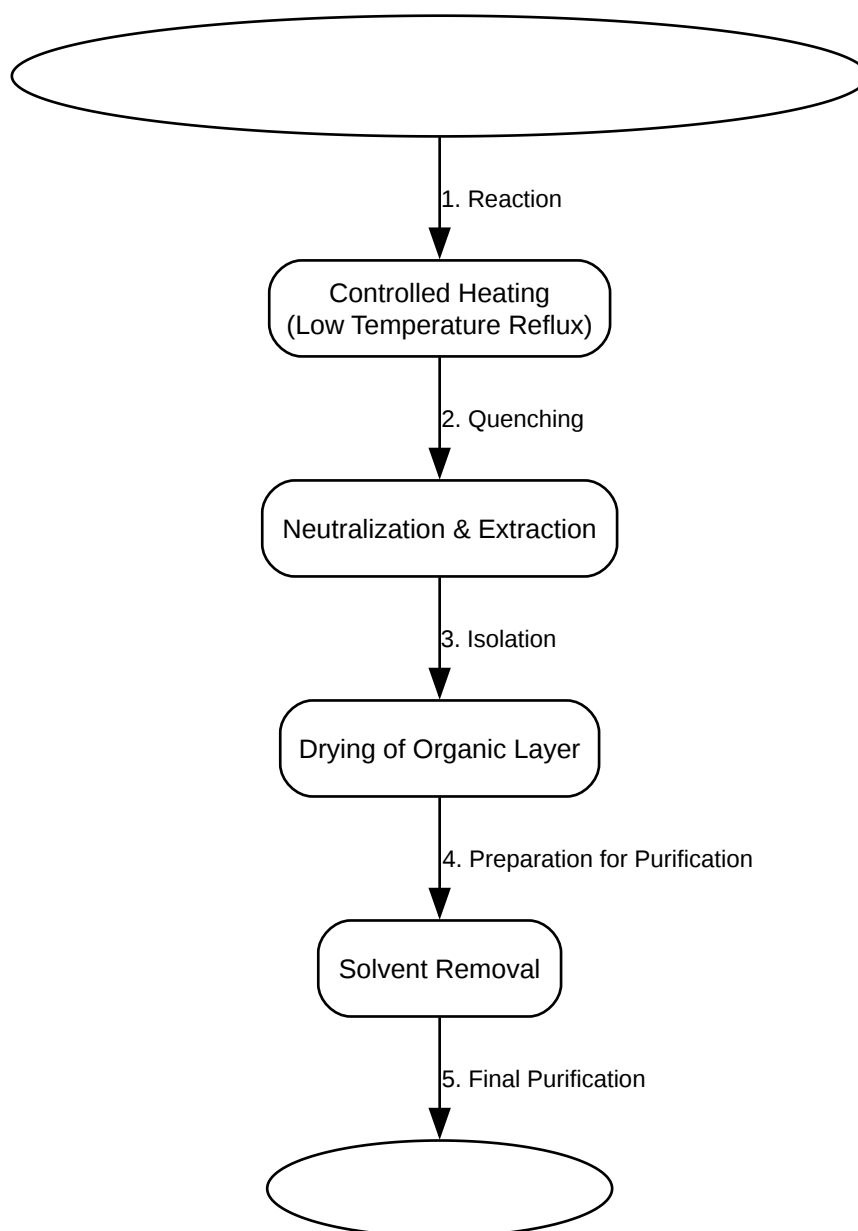 1. Reaction
Controlled Heating
(Low Temperature Reflux)
2. Quenching
Neutralization & Extraction
3. Isolation
Drying of Organic Layer
4. Preparation for Purification
Solvent Removal
5. Final Purification